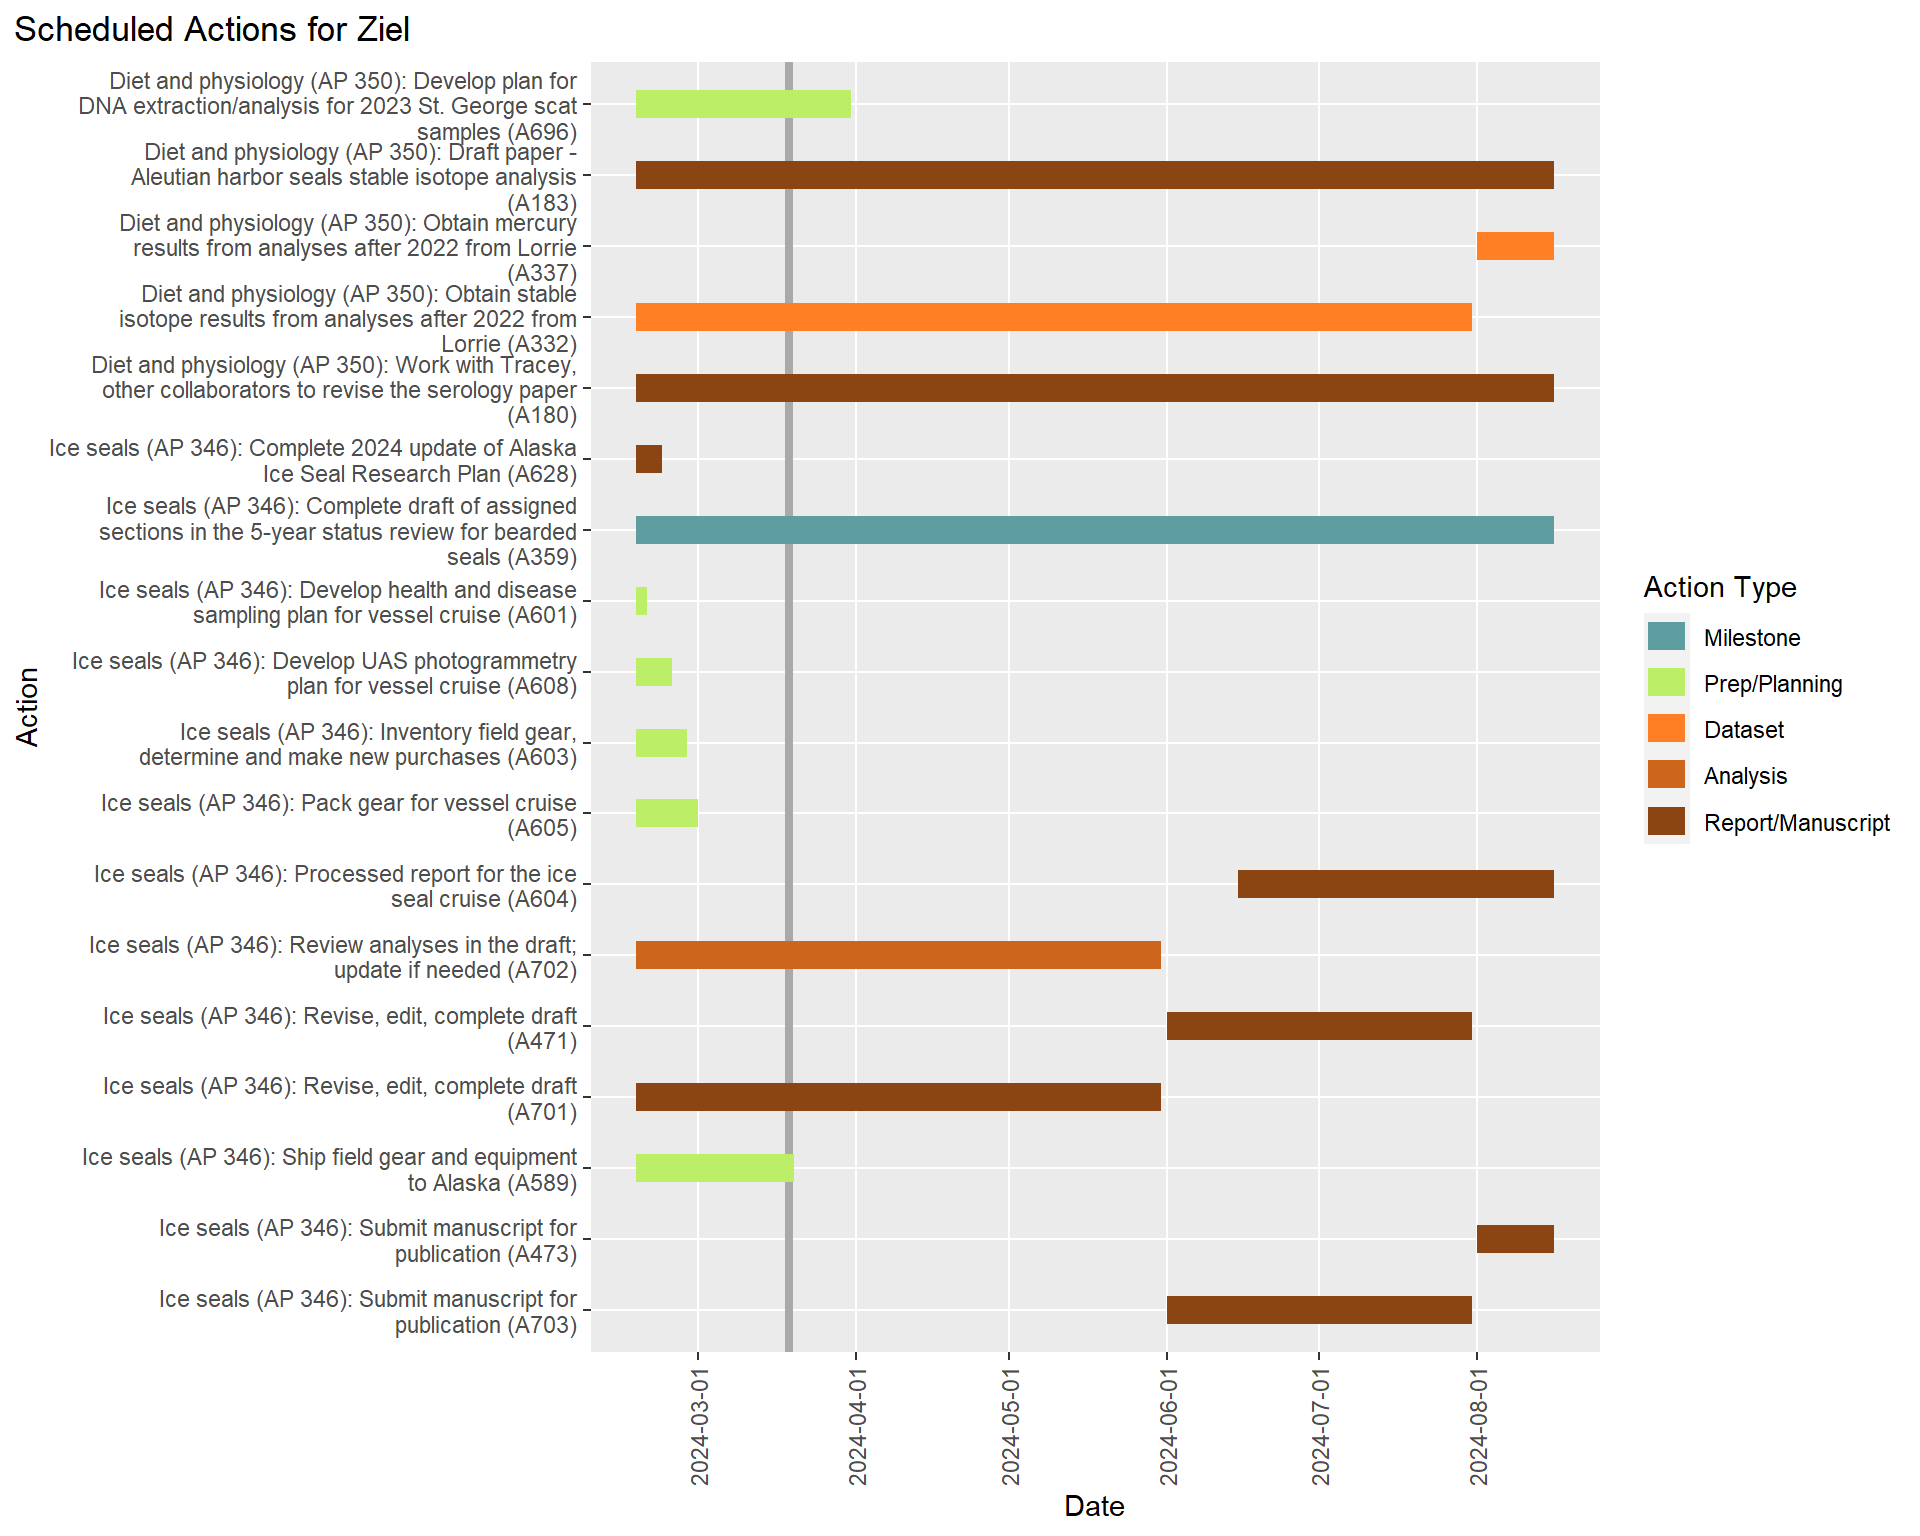 Scheduled Actions for Ziel
Diet and physiology (AP 350): Develop plan for
DNA extraction/analysis for 2023 St. George scat
samples (A696)
Diet and physiology (AP 350): Draft paper -
Aleutian harbor seals stable isotope analysis
(A183)
Diet and physiology (AP 350): Obtain mercury
results from analyses after 2022 from Lorrie
(A337)
Diet and physiology (AP 350): Obtain stable
isotope results from analyses after 2022 from
Lorrie (A332)
Diet and physiology (AP 350): Work with Tracey,
other collaborators to revise the serology paper
(A180)
Ice seals (AP 346): Complete 2024 update of Alaska
Ice Seal Research Plan (A628)
Ice seals (AP 346): Complete draft of assigned
sections in the 5-year status review for bearded
seals (A359)
Ice seals (AP 346): Develop health and disease
sampling plan for vessel cruise (A601)
Ice seals (AP 346): Develop UAS photogrammetry
plan for vessel cruise (A608)
Ice seals (AP 346): Inventory field gear,
determine and make new purchases (A603)
Ice seals (AP 346): Pack gear for vessel cruise
(A605)
Ice seals (AP 346): Processed report for the ice
seal cruise (A604)
Ice seals (AP 346): Review analyses in the draft;
update if needed (A702)
Ice seals (AP 346): Revise, edit, complete draft
(A471)
Ice seals (AP 346): Revise, edit, complete draft
(A701)
Ice seals (AP 346): Ship field gear and equipment
to Alaska (A589)
Ice seals (AP 346): Submit manuscript for
publication (A473)
Ice seals (AP 346): Submit manuscript for
publication (A703)
Action
2024-03-01
2024-04-01
2024-05-01
2024-06-01
2024-07-01
2024-08-01
Date
Action Type
Milestone
Prep/Planning
Dataset
Analysis
Report/Manuscript